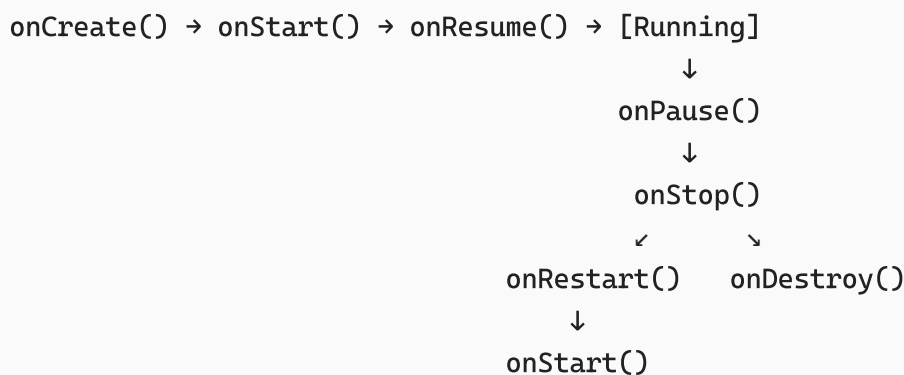 onCreate() → onStart() → onResume() → [Running]
↓
onPause()
↓
onStop()
↙ ↘
onRestart() onDestroy()
↓
onStart()